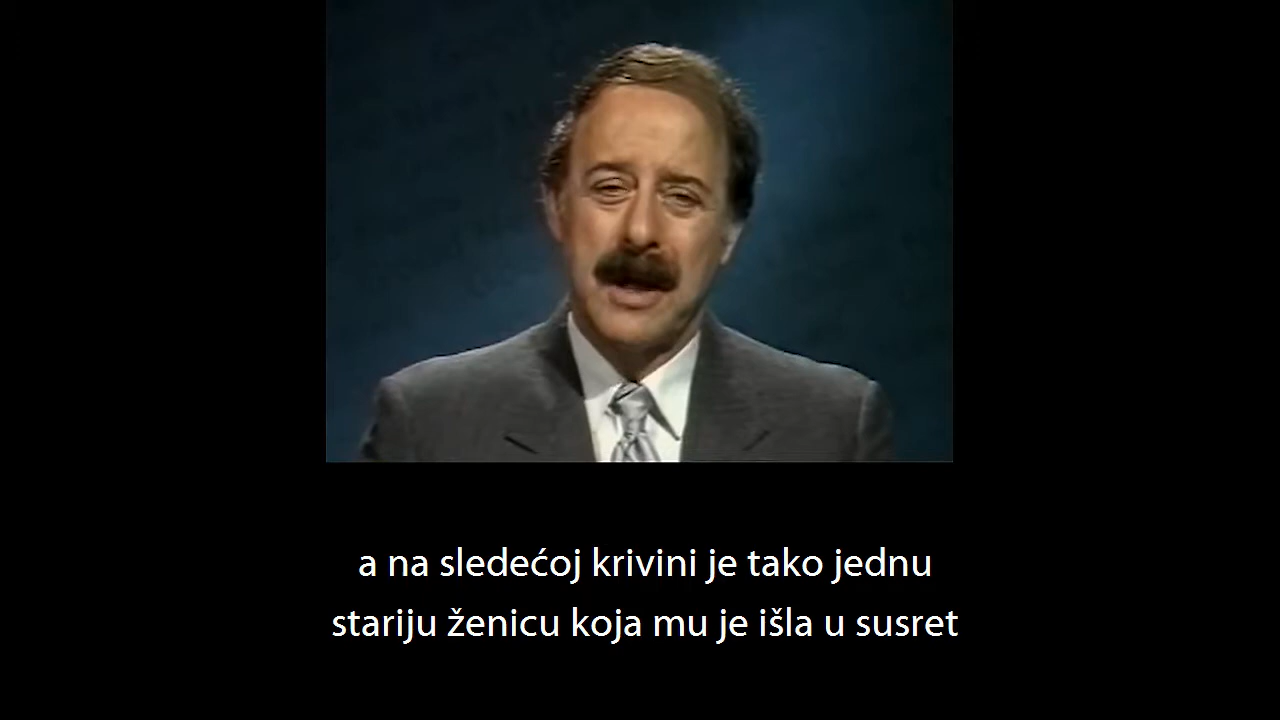 a na sledećoj krivini je tako jednu
stariju ženicu koja mu je išla u susret